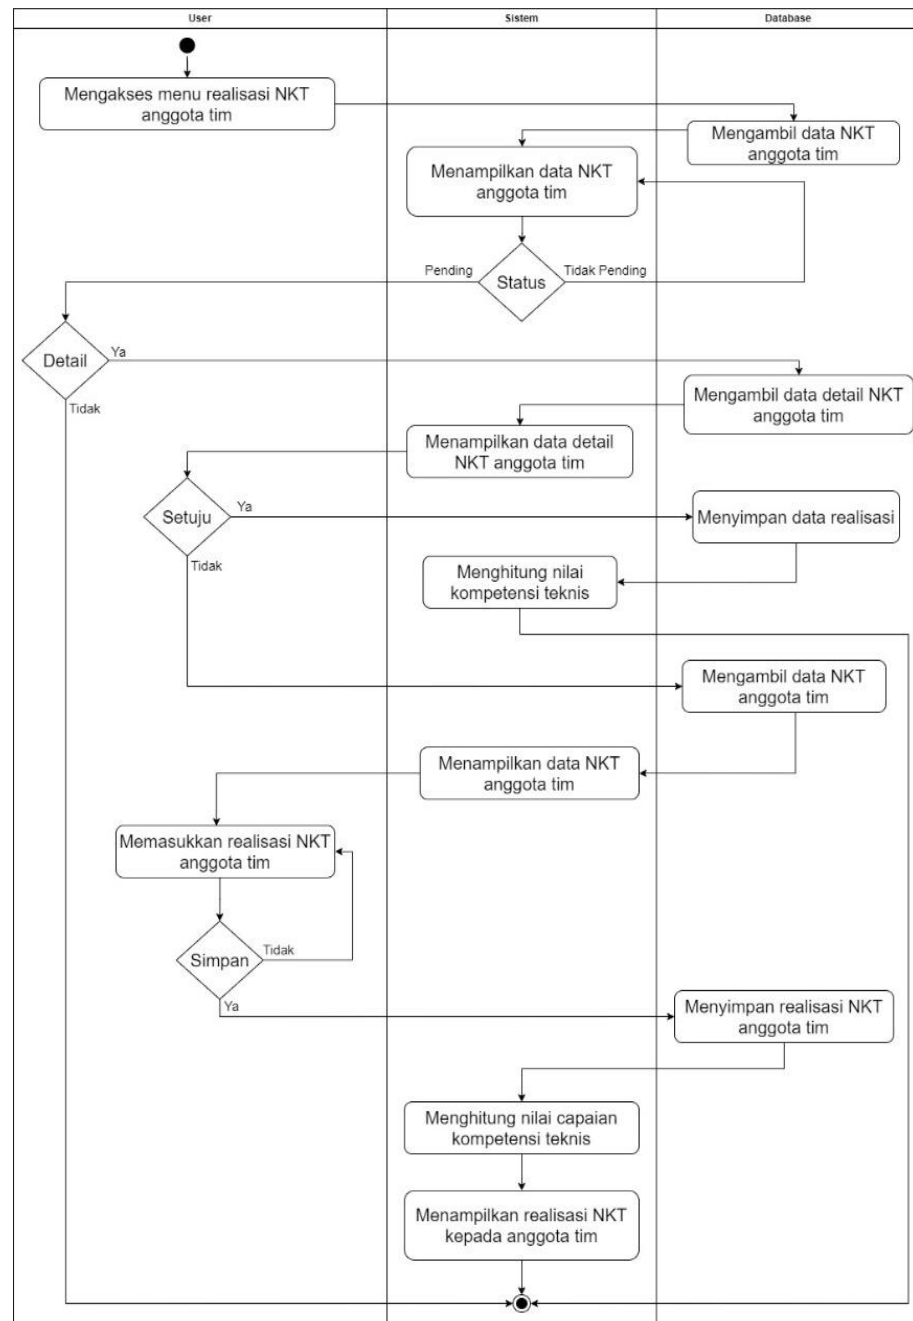 User
Sistem
Database
Mengakses menu realisasi NKT
anggota tim
Mengambil data NKT
anggota tim
Menampilkan data NKT
anggota tim
Pending
Status
Tidak Pending
Detail
Ya
Tidak
Mengambil data detail NKT
anggota tim
Menampilkan data detail
NKT anggota tim
Setuju
Ya
Tidak
Menyimpan data realisasi
Menghitung nilai
kompetensi teknis
Mengambil data NKT
anggota tim
Menampilkan data NKT
anggota tim
Memasukkan realisasi NKT
anggota tim
Simpan
Tidak
Ya
Menyimpan realisasi NKT
anggota tim
Menghitung nilai capaian
kompetensi teknis
Menampilkan realisasi NKT
kepada anggota tim